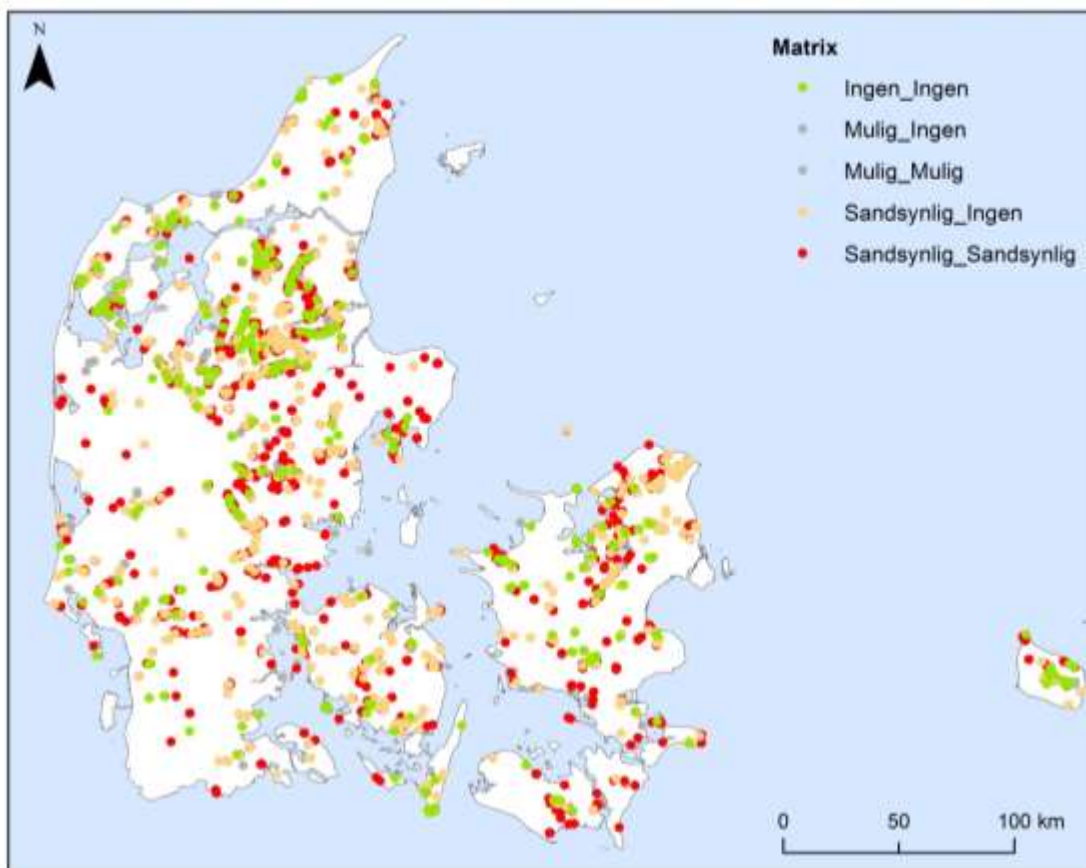 N
Matrix
Ingen_Ingen
Mulig_Ingen
Mulig_Mulig
Sandsynlig_Ingen
Sandsynlig_Sandsynlig
0 50 100 km